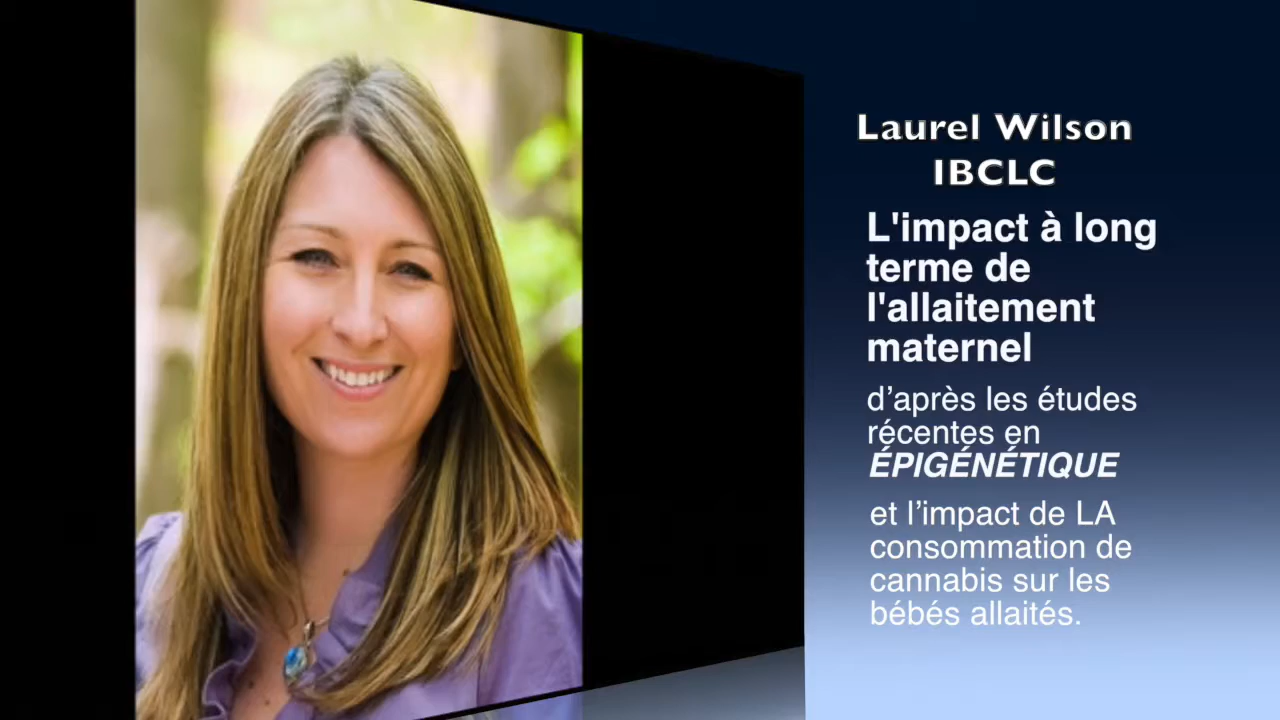 Laurel Wilson
IBCLC
L'impact à long
terme de
l'allaitement
maternel
d’après les études
récentes en
ÉPIGÉNÉTIQUE
et l’impact de LA
consommation de
cannabis sur les
bébés allaités.